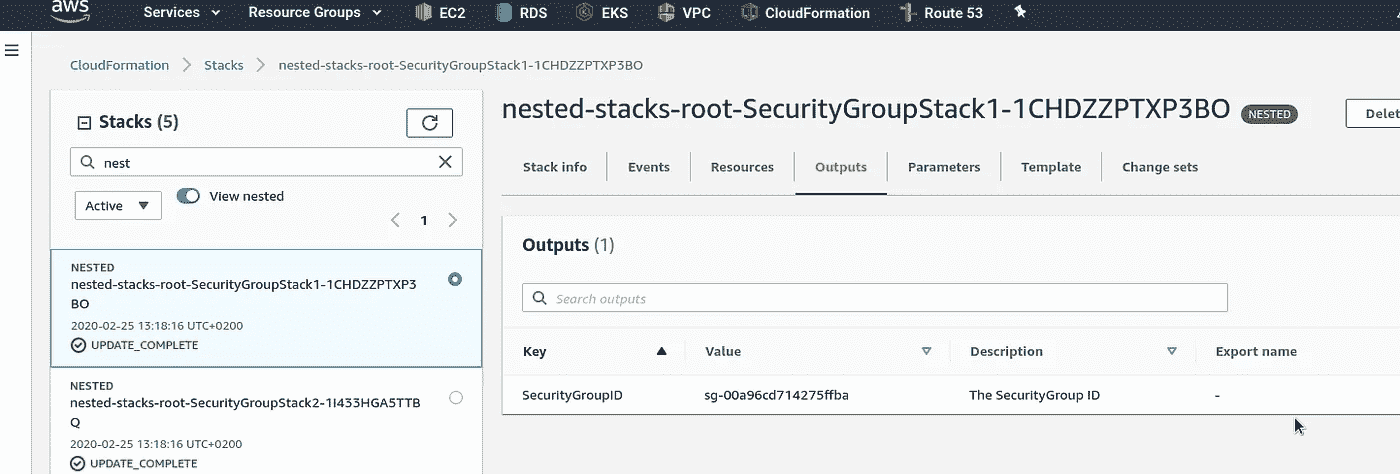 aws Services Resource Groups EC2 RDS EKS VPC CloudFormation Route 53
CloudFormation Stacks nested-stacks-root-SecurityGroupStack1-1CHDZZPTXP3BO
Stacks (5)
nest
Active View nested
1
NESTED
nested-stacks-root-SecurityGroupStack1-1CHDZZPTXP3
BO
2020-02-25 13:18:16 UTC+0200
UPDATE_COMPLETE
NESTED
nested-stacks-root-SecurityGroupStack2-1I433HGA5TTB
Q
2020-02-25 13:18:16 UTC+0200
UPDATE_COMPLETE
nested-stacks-root-SecurityGroupStack1-1CHDZZPTXP3BO NESTED Delet
Stack info Events Resources Outputs Parameters Template Change sets
Outputs (1)
Search outputs
Key Value Description Export name
SecurityGroupID sg-00a96cd714275ffba The SecurityGroup ID -